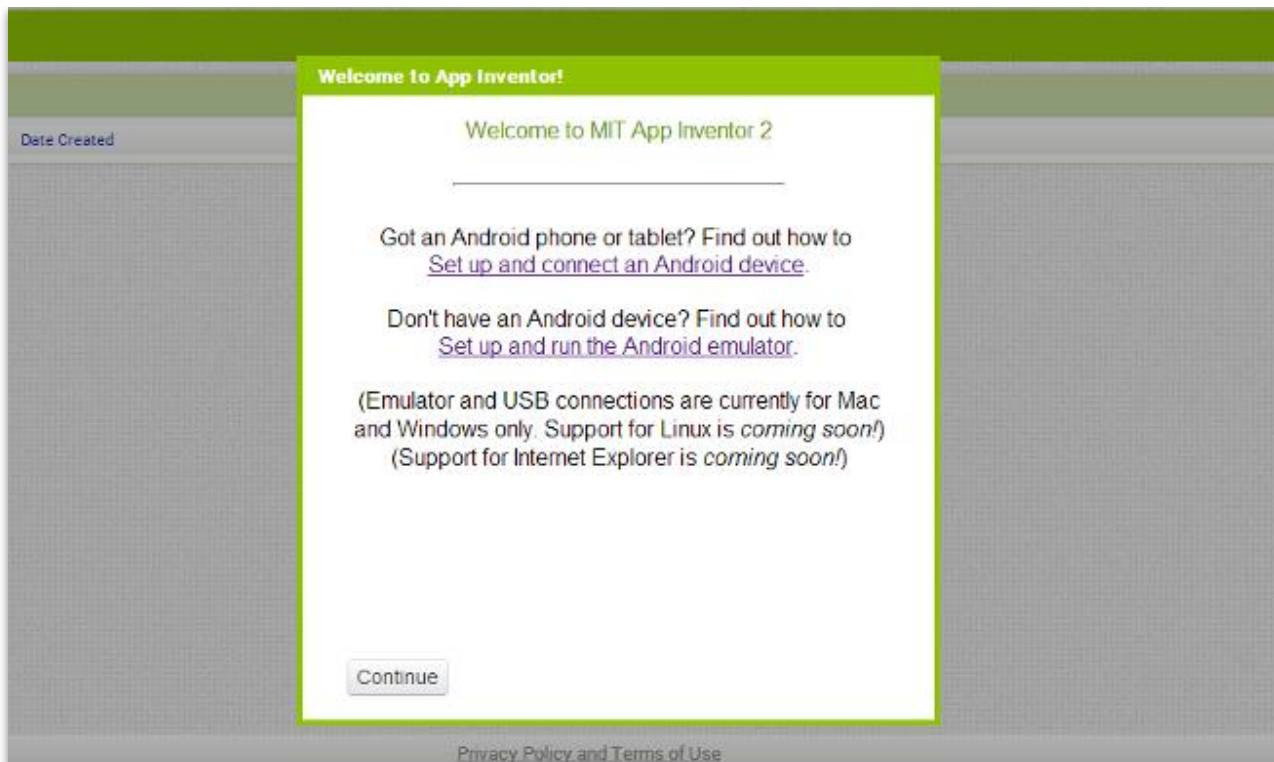 Welcome to App Inventor!
Date Created
Welcome to MIT App Inventor 2
Got an Android phone or tablet? Find out how to
Set up and connect an Android device.
Don't have an Android device? Find out how to
Set up and run the Android emulator.
(Emulator and USB connections are currently for Mac
and Windows only. Support for Linux is coming soon!)
(Support for Internet Explorer is coming soon!)
Continue
Privacy Policy and Terms of Use